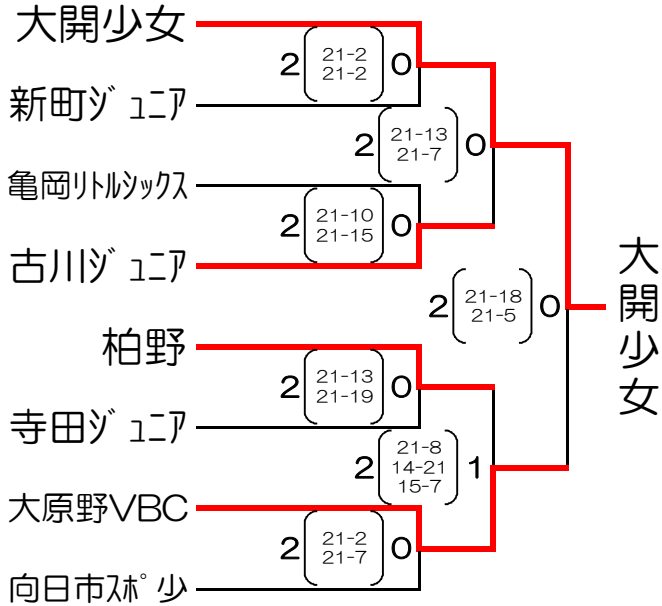 大開少女
2 21-2 0
21-2
新町ジュニア
2 21-13 0
21-7
亀岡リトルシックス
2 21-10 0
21-15
古川ジュニア
大開少女
2 21-18 0
21-5
柏野
2 21-13 0
21-19
寺田ジュニア
21-8
2 14-21 1
15-7
大原野VBC
2 21-2 0
21-7
向日市スポ少